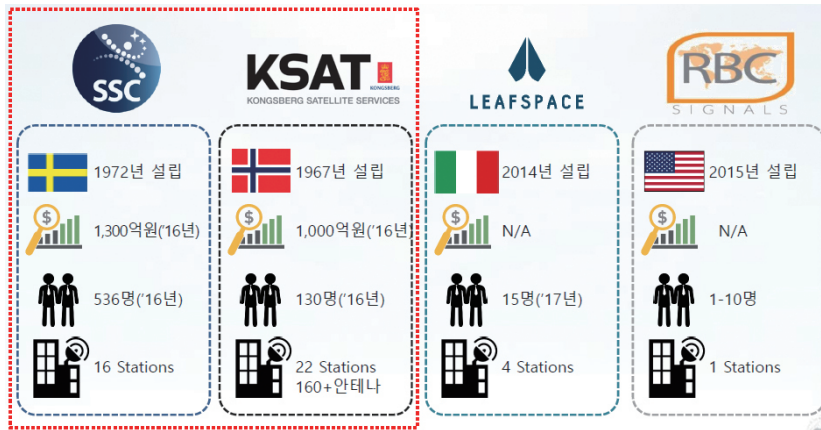 SSC
KSAT
KONGSBERG
KONGSBERG SATELLITE SERVICES
LEAFSPACE
RBC
SIGNALS
1972년 설립
$
1,300억원('16년)
536명('16년)
16 Stations
1967년 설립
$
1,000억원('16년)
130명('16년)
22 Stations
160+안테나
2014년 설립
$
N/A
15명('17년)
4 Stations
2015년 설립
$
N/A
1-10명
1 Stations